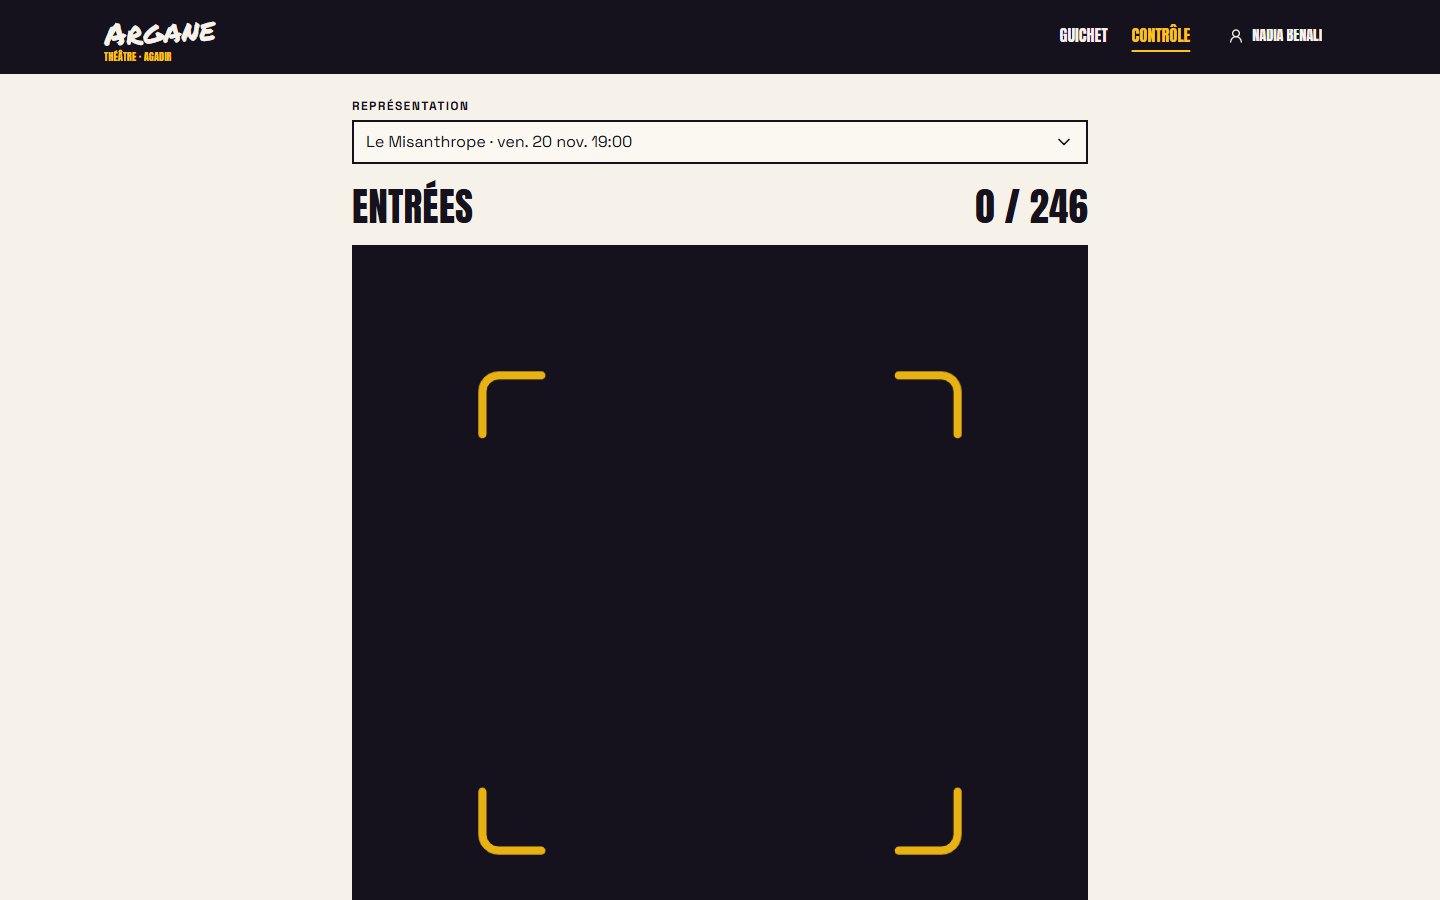 ARGANE
THÉÂTRE · AGADIR
GUICHET
CONTRÔLE
NADIA BENALI
REPRÉSENTATION
Le Misanthrope · ven. 20 nov. 19:00
ENTRÉES
0 / 246